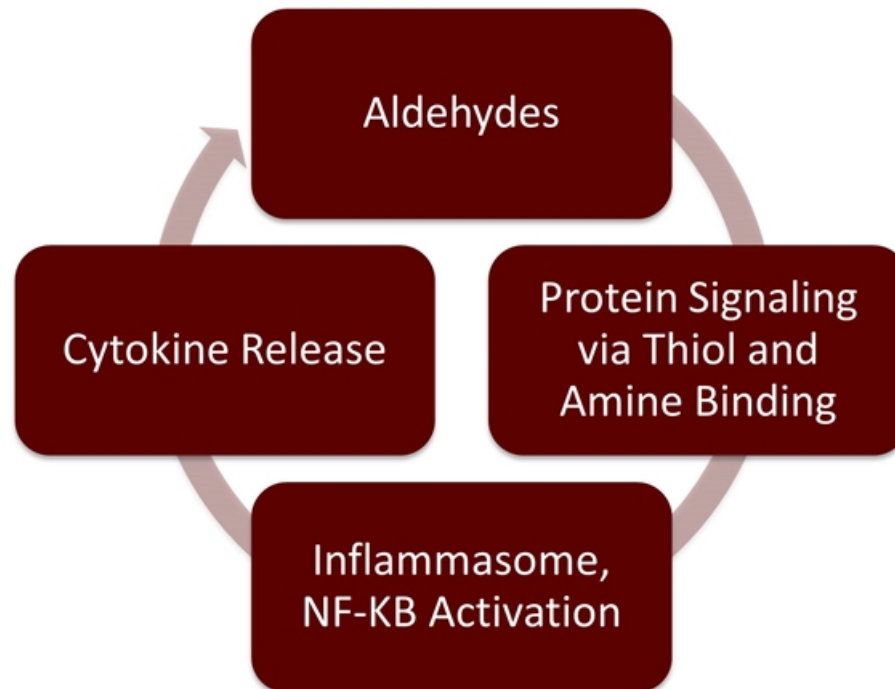 Aldehydes
Protein Signaling
via Thiol and
Amine Binding
Inflammasome,
NF-KB Activation
Cytokine Release